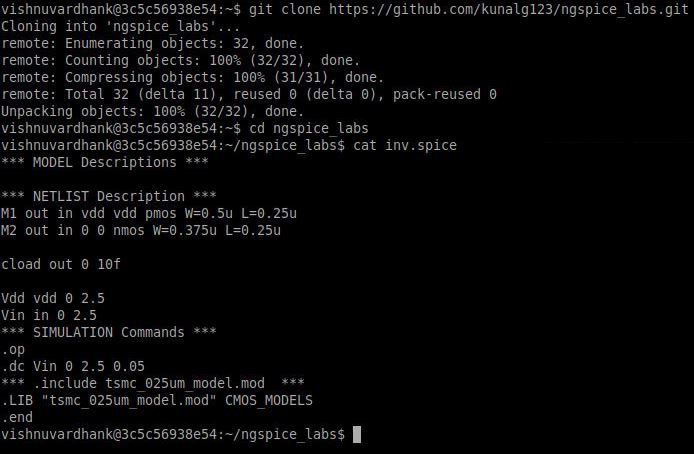 vishnuvardhank@3c5c56938e54:~$ git clone https://github.com/kunalg123/ngspice_labs.git
Cloning into 'ngspice_labs'...
remote: Enumerating objects: 32, done.
remote: Counting objects: 100% (32/32), done.
remote: Compressing objects: 100% (31/31), done.
remote: Total 32 (delta 11), reused 0 (delta 0), pack-reused 0
Unpacking objects: 100% (32/32), done.
vishnuvardhank@3c5c56938e54:~$ cd ngspice_labs
vishnuvardhank@3c5c56938e54:~/ngspice_labs$ cat inv.spice
*** MODEL Descriptions ***
*** NETLIST Description ***
M1 out in vdd vdd pmos W=0.5u L=0.25u
M2 out in 0 0 nmos W=0.375u L=0.25u
cload out 0 10f
Vdd vdd 0 2.5
Vin in 0 2.5
*** SIMULATION Commands ***
.op
.dc Vin 0 2.5 0.05
*** .include tsmc_025um_model.mod  ***
.LIB "tsmc_025um_model.mod" CMOS_MODELS
.end
vishnuvardhank@3c5c56938e54:~/ngspice_labs$